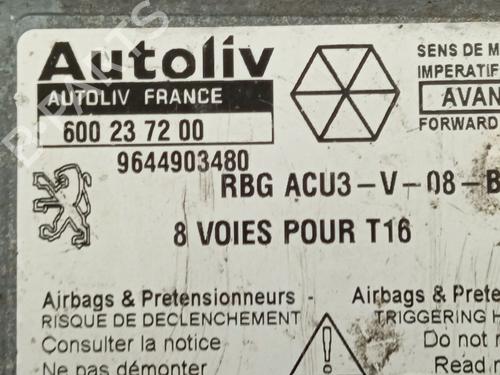 Autoliv
AUTOLIV FRANCE
600 23 72 00
9644903480
SENS DE M
IMPERATIF
AVAN
FORWARD
RBG ACU3-V-08-B
8 VOIES POUR T16
Airbags & Pretensionneurs -
RISQUE DE DECLENCHEMENT
Consulter la notice
Ne pas démonter
Airbags & Prete
TRIGGERING H
Do not r
Read n
B-PARTS